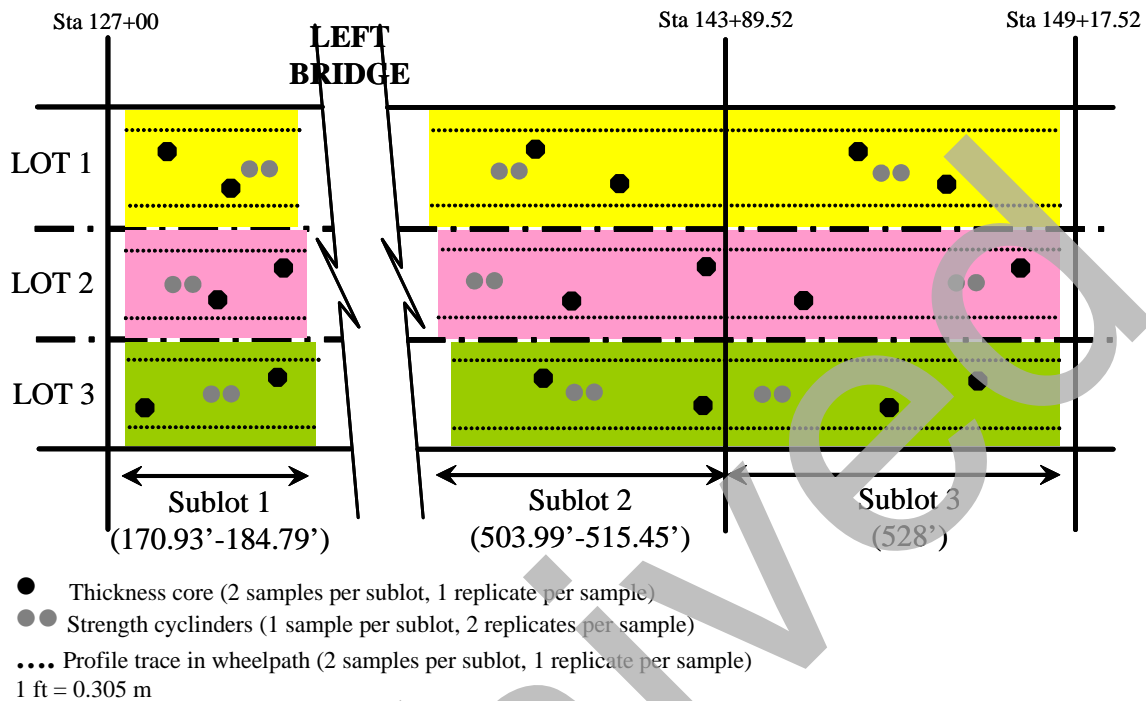 Sta 127+00
Sta 143+89.52
Sta 149+17.52
LEFT
BRIDGE
LOT 1
LOT 2
LOT 3
Sublot 1
(170.93’-184.79’)
Sublot 2
(503.99’-515.45’)
Sublot 3
(528’)
Thickness core (2 samples per sublot, 1 replicate per sample)
Strength cyclinders (1 sample per sublot, 2 replicates per sample)
Profile trace in wheelpath (2 samples per sublot, 1 replicate per sample)
1 ft = 0.305 m
ived